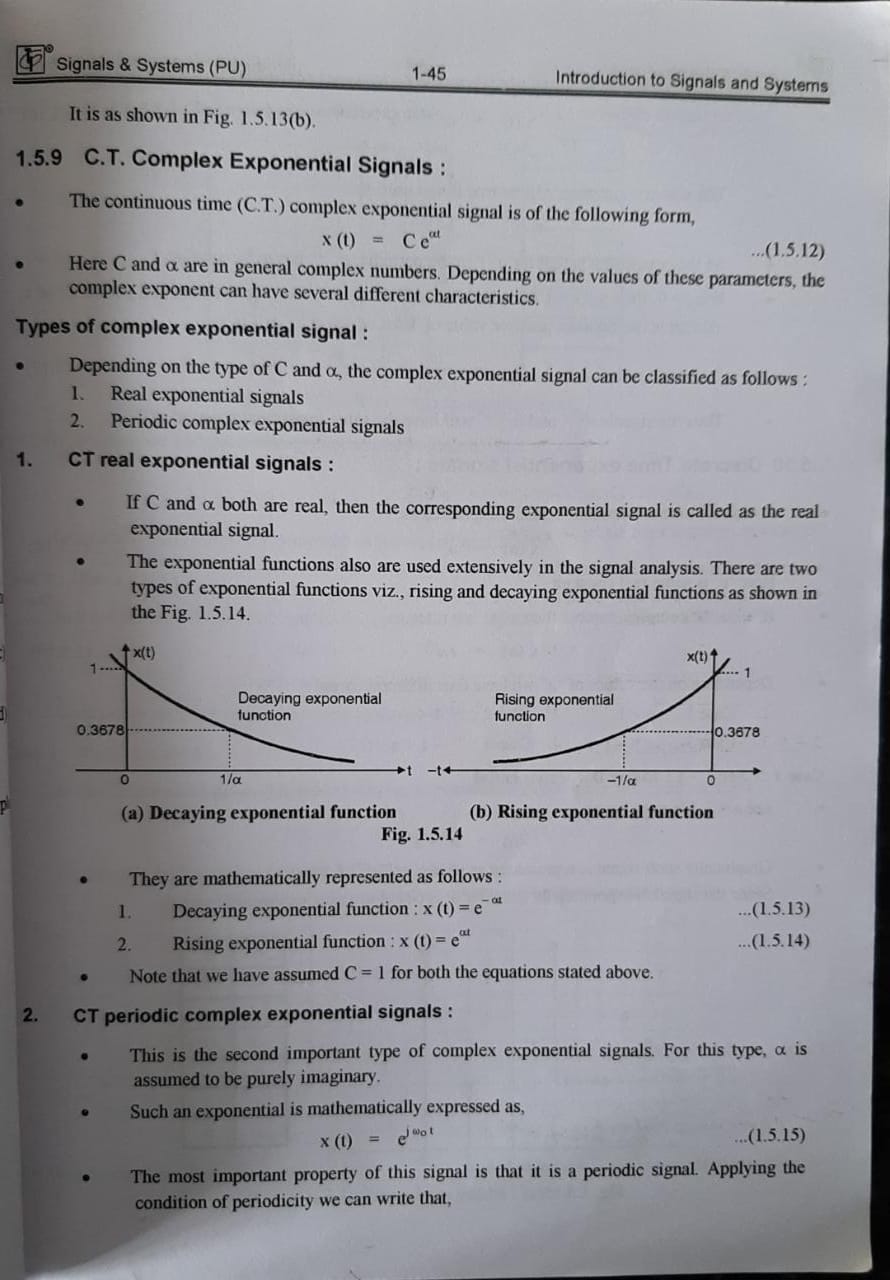 Signals & Systems (PU) 1-45 Introduction to Signals and Systems
It is as shown in Fig. 1.5.13(b).
1.5.9 C.T. Complex Exponential Signals :
• The continuous time (C.T.) complex exponential signal is of the following form,
x (t) = C e^αt ...(1.5.12)
• Here C and α are in general complex numbers. Depending on the values of these parameters, the
complex exponent can have several different characteristics.
Types of complex exponential signal :
• Depending on the type of C and α, the complex exponential signal can be classified as follows :
1. Real exponential signals
2. Periodic complex exponential signals
1. CT real exponential signals :
• If C and α both are real, then the corresponding exponential signal is called as the real
exponential signal.
• The exponential functions also are used extensively in the signal analysis. There are two
types of exponential functions viz., rising and decaying exponential functions as shown in
the Fig. 1.5.14.
x(t)
1
Decaying exponential
function
0.3678
0 1/α t
x(t)
1
Rising exponential
function
0.3678
-t -1/α 0
(a) Decaying exponential function (b) Rising exponential function
Fig. 1.5.14
• They are mathematically represented as follows :
1. Decaying exponential function : x (t) = e^-αt ...(1.5.13)
2. Rising exponential function : x (t) = e^αt ...(1.5.14)
• Note that we have assumed C = 1 for both the equations stated above.
2. CT periodic complex exponential signals :
• This is the second important type of complex exponential signals. For this type, α is
assumed to be purely imaginary.
• Such an exponential is mathematically expressed as,
x (t) = e^jω₀t ...(1.5.15)
• The most important property of this signal is that it is a periodic signal. Applying the
condition of periodicity we can write that,